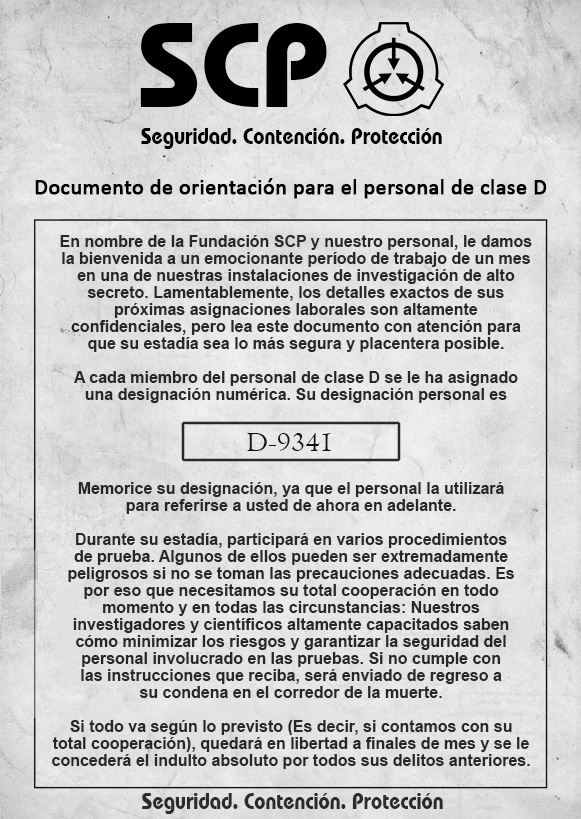 SCP
Seguridad. Contención. Protección
Documento de orientación para el personal de clase D
En nombre de la Fundación SCP y nuestro personal, le damos
la bienvenida a un emocionante período de trabajo de un mes
en una de nuestras instalaciones de investigación de alto
secreto. Lamentablemente, los detalles exactos de sus
próximas asignaciones laborales son altamente
confidenciales, pero lea este documento con atención para
que su estadía sea lo más segura y placentera posible.
A cada miembro del personal de clase D se le ha asignado
una designación numérica. Su designación personal es
D-9341
Memorice su designación, ya que el personal la utilizará
para referirse a usted de ahora en adelante.
Durante su estadía, participará en varios procedimientos
de prueba. Algunos de ellos pueden ser extremadamente
peligrosos si no se toman las precauciones adecuadas. Es
por eso que necesitamos su total cooperación en todo
momento y en todas las circunstancias: Nuestros
investigadores y científicos altamente capacitados saben
cómo minimizar los riesgos y garantizar la seguridad del
personal involucrado en las pruebas. Si no cumple con
las instrucciones que reciba, será enviado de regreso a
su condena en el corredor de la muerte.
Si todo va según lo previsto (Es decir, si contamos con su
total cooperación), quedará en libertad a finales de mes y se le
concederá el indulto absoluto por todos sus delitos anteriores.
Seguridad. Contención. Protección